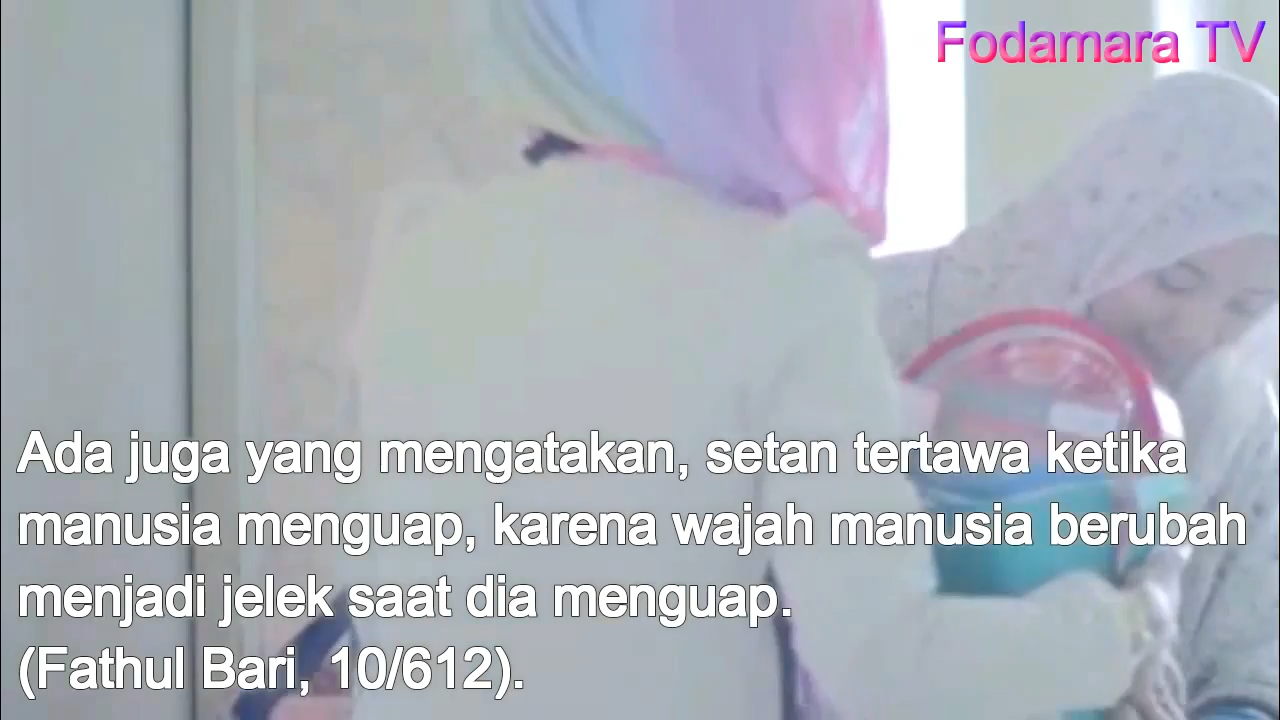 Fodamara TV
Ada juga yang mengatakan, setan tertawa ketika
manusia menguap, karena wajah manusia berubah
menjadi jelek saat dia menguap.
(Fathul Bari, 10/612).